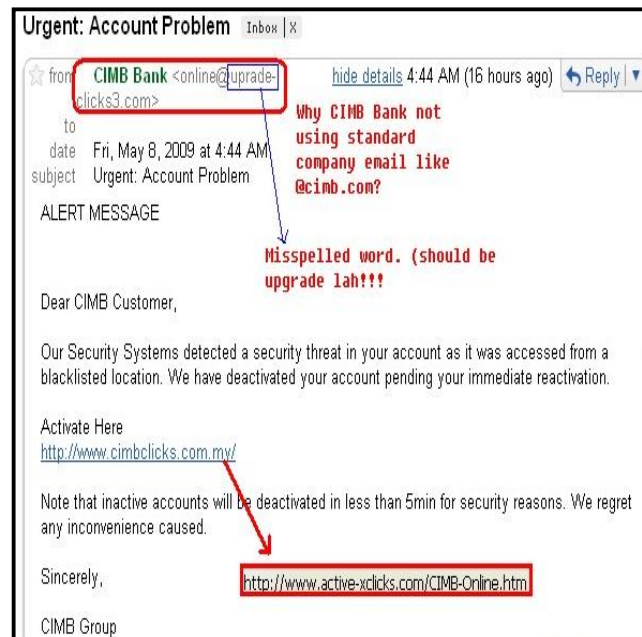 Urgent: Account Problem Inbox | X
from CIMB Bank <online@uprade-
clicks3.com>
hide details 4:44 AM (16 hours ago) Reply
to
date Fri, May 8, 2009 at 4:44 AM
subject Urgent: Account Problem
Why CIMB Bank not
using standard
company email like
@cimb.com?
ALERT MESSAGE
Misspelled word. (should be
upgrade lah!!!
Dear CIMB Customer,
Our Security Systems detected a security threat in your account as it was accessed from a
blacklisted location. We have deactivated your account pending your immediate reactivation.
Activate Here
http://www.cimbclicks.com.my/
Note that inactive accounts will be deactivated in less than 5min for security reasons. We regret
any inconvenience caused.
Sincerely,
http://www.active-xclicks.com/CIMB-Online.htm
CIMB Group